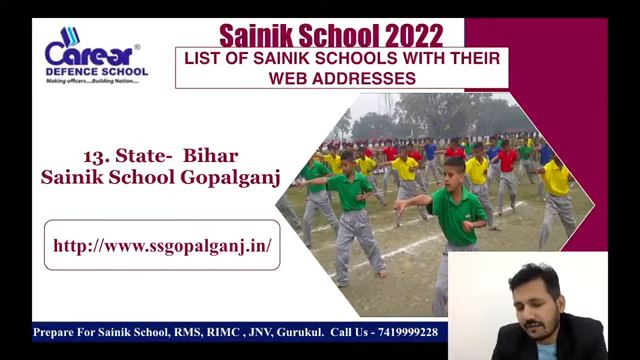 Sainik School 2022
Carear
DEFENCE SCHOOL
Making officers....Building Nation...
LIST OF SAINIK SCHOOLS WITH THEIR
WEB ADDRESSES
13. State- Bihar
Sainik School Gopalganj
http://www.ssgopalganj.in/
Prepare For Sainik School, RMS, RIMC , JNV, Gurukul. Call Us - 7419999228